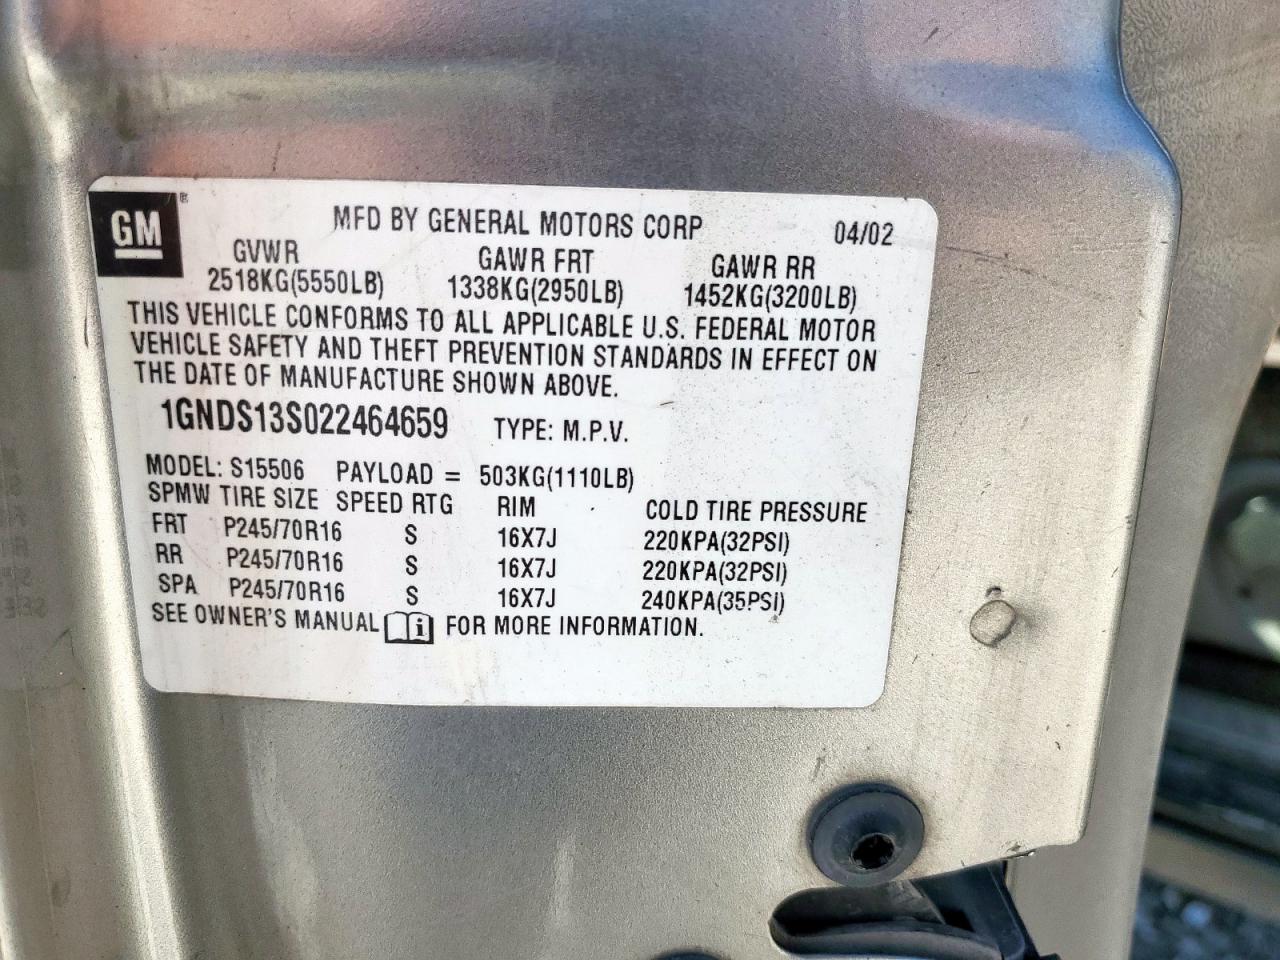 GM ®
MFD BY GENERAL MOTORS CORP 04/02
GVWR GAWR FRT GAWR RR
2518KG(5550LB) 1338KG(2950LB) 1452KG(3200LB)
THIS VEHICLE CONFORMS TO ALL APPLICABLE U.S. FEDERAL MOTOR
VEHICLE SAFETY AND THEFT PREVENTION STANDARDS IN EFFECT ON
THE DATE OF MANUFACTURE SHOWN ABOVE.
1GNDS13S022464659 TYPE: M.P.V.
MODEL: S15506 PAYLOAD = 503KG(1110LB)
SPMW TIRE SIZE SPEED RTG RIM COLD TIRE PRESSURE
FRT P245/70R16 S 16X7J 220KPA(32PSI)
RR P245/70R16 S 16X7J 220KPA(32PSI)
SPA P245/70R16 S 16X7J 240KPA(35PSI)
SEE OWNER'S MANUAL i FOR MORE INFORMATION.